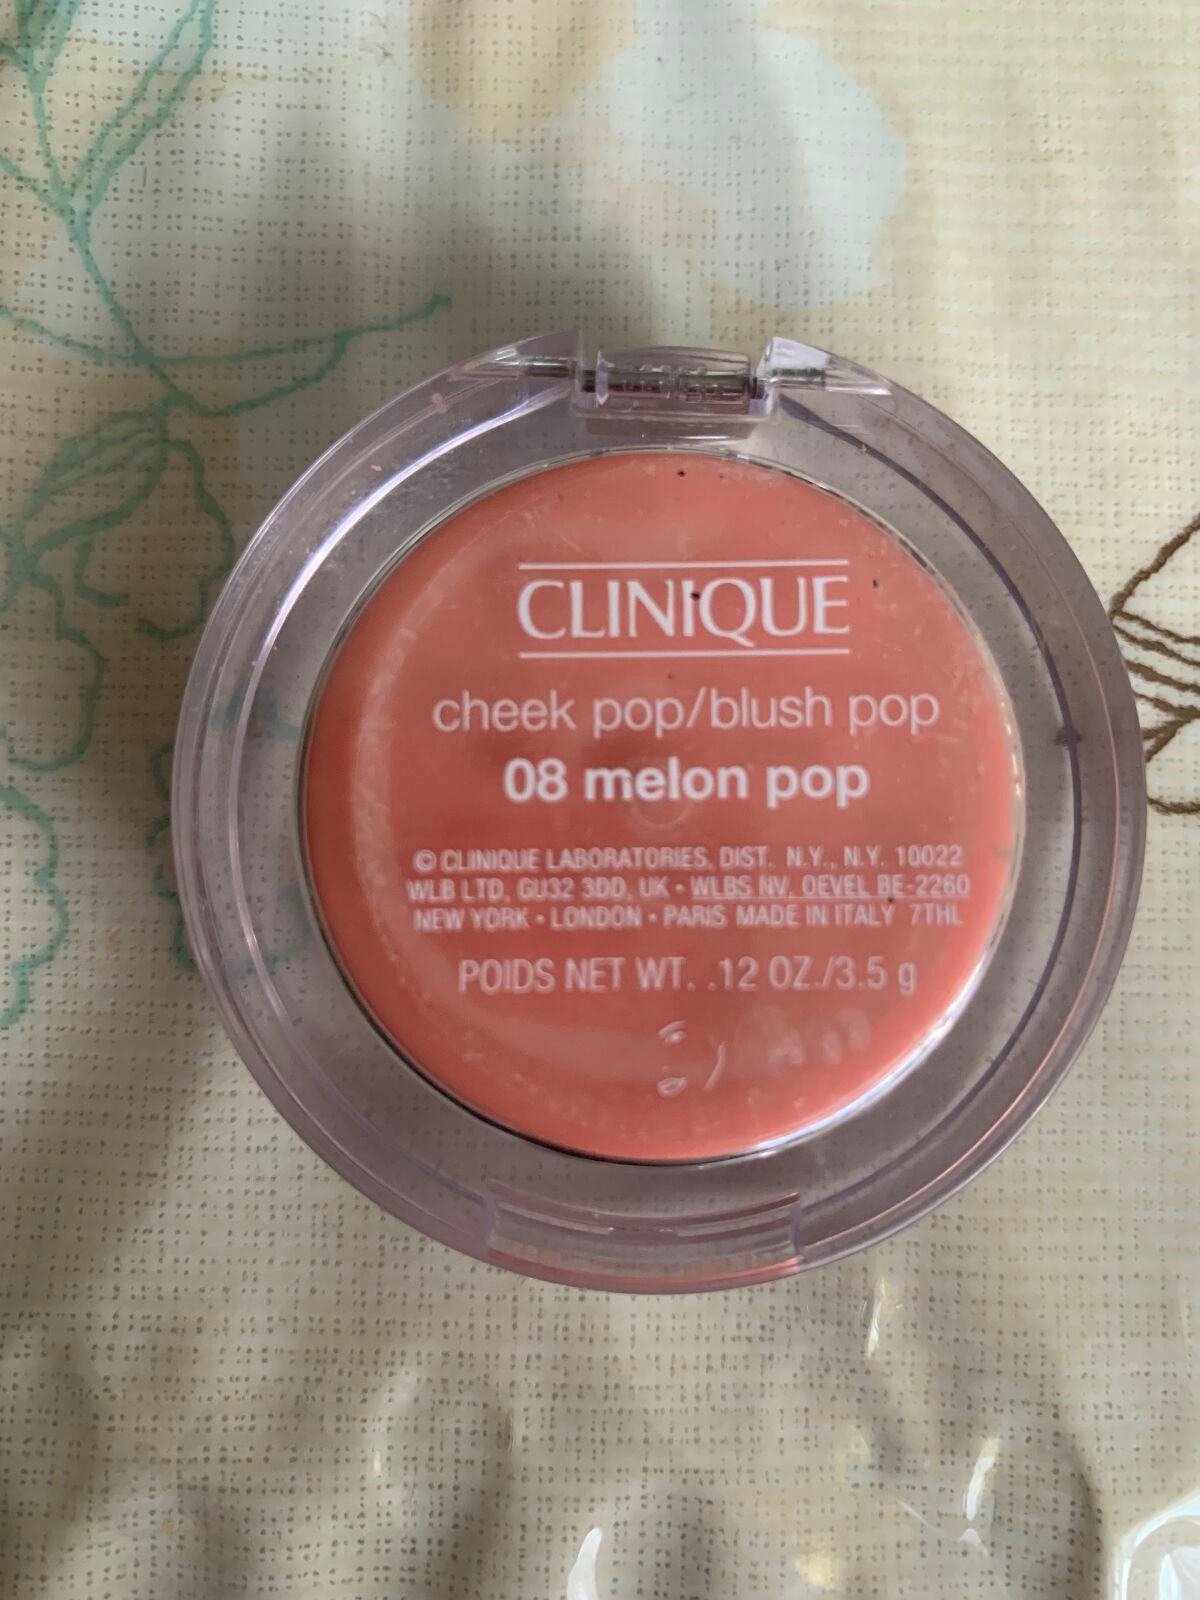 CLINIQUE
cheek pop/blush pop
08 melon pop
© CLINIQUE LABORATORIES, DIST. N.Y., N.Y. 10022
WLB LTD, GU32 3DD, UK • WLBS NV. OEVEL BE-2260
NEW YORK • LONDON • PARIS MADE IN ITALY 7THL
POIDS NET WT. .12 OZ./3.5 g